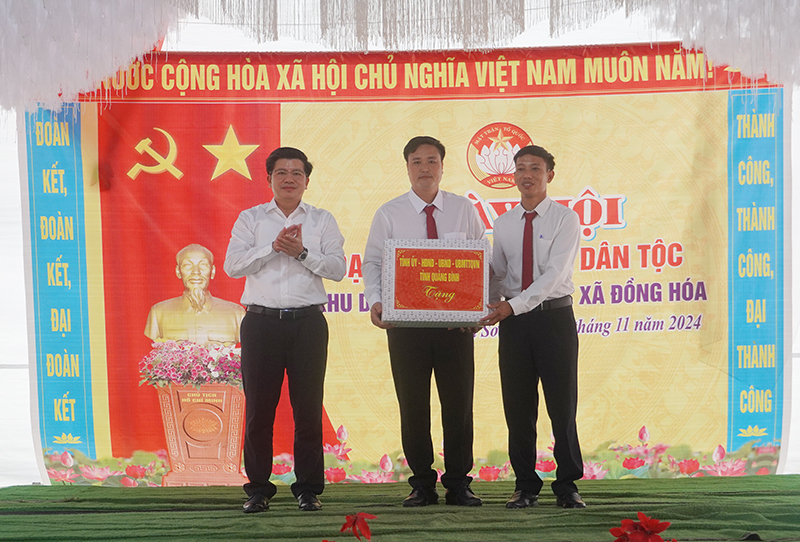 NƯỚC CỘNG HÒA XÃ HỘI CHỦ NGHĨA VIỆT NAM MUÔN NĂM!
ĐOÀN
KẾT,
ĐOÀN
KẾT,
ĐẠI
ĐOÀN
KẾT
MẶT TRẬN TỔ QUỐC
VIỆT NAM
HỘI
DÂN TỘC
KHU
XÃ ĐỒNG HÓA
tháng 11 năm 2024
TỈNH ỦY - HĐND - UBND - UBMTTQVN
TỈNH QUẢNG BÌNH
Tặng
CHỦ TỊCH
HỒ CHÍ MINH
THÀNH
CÔNG,
THÀNH
CÔNG,
ĐẠI
THÀNH
CÔNG